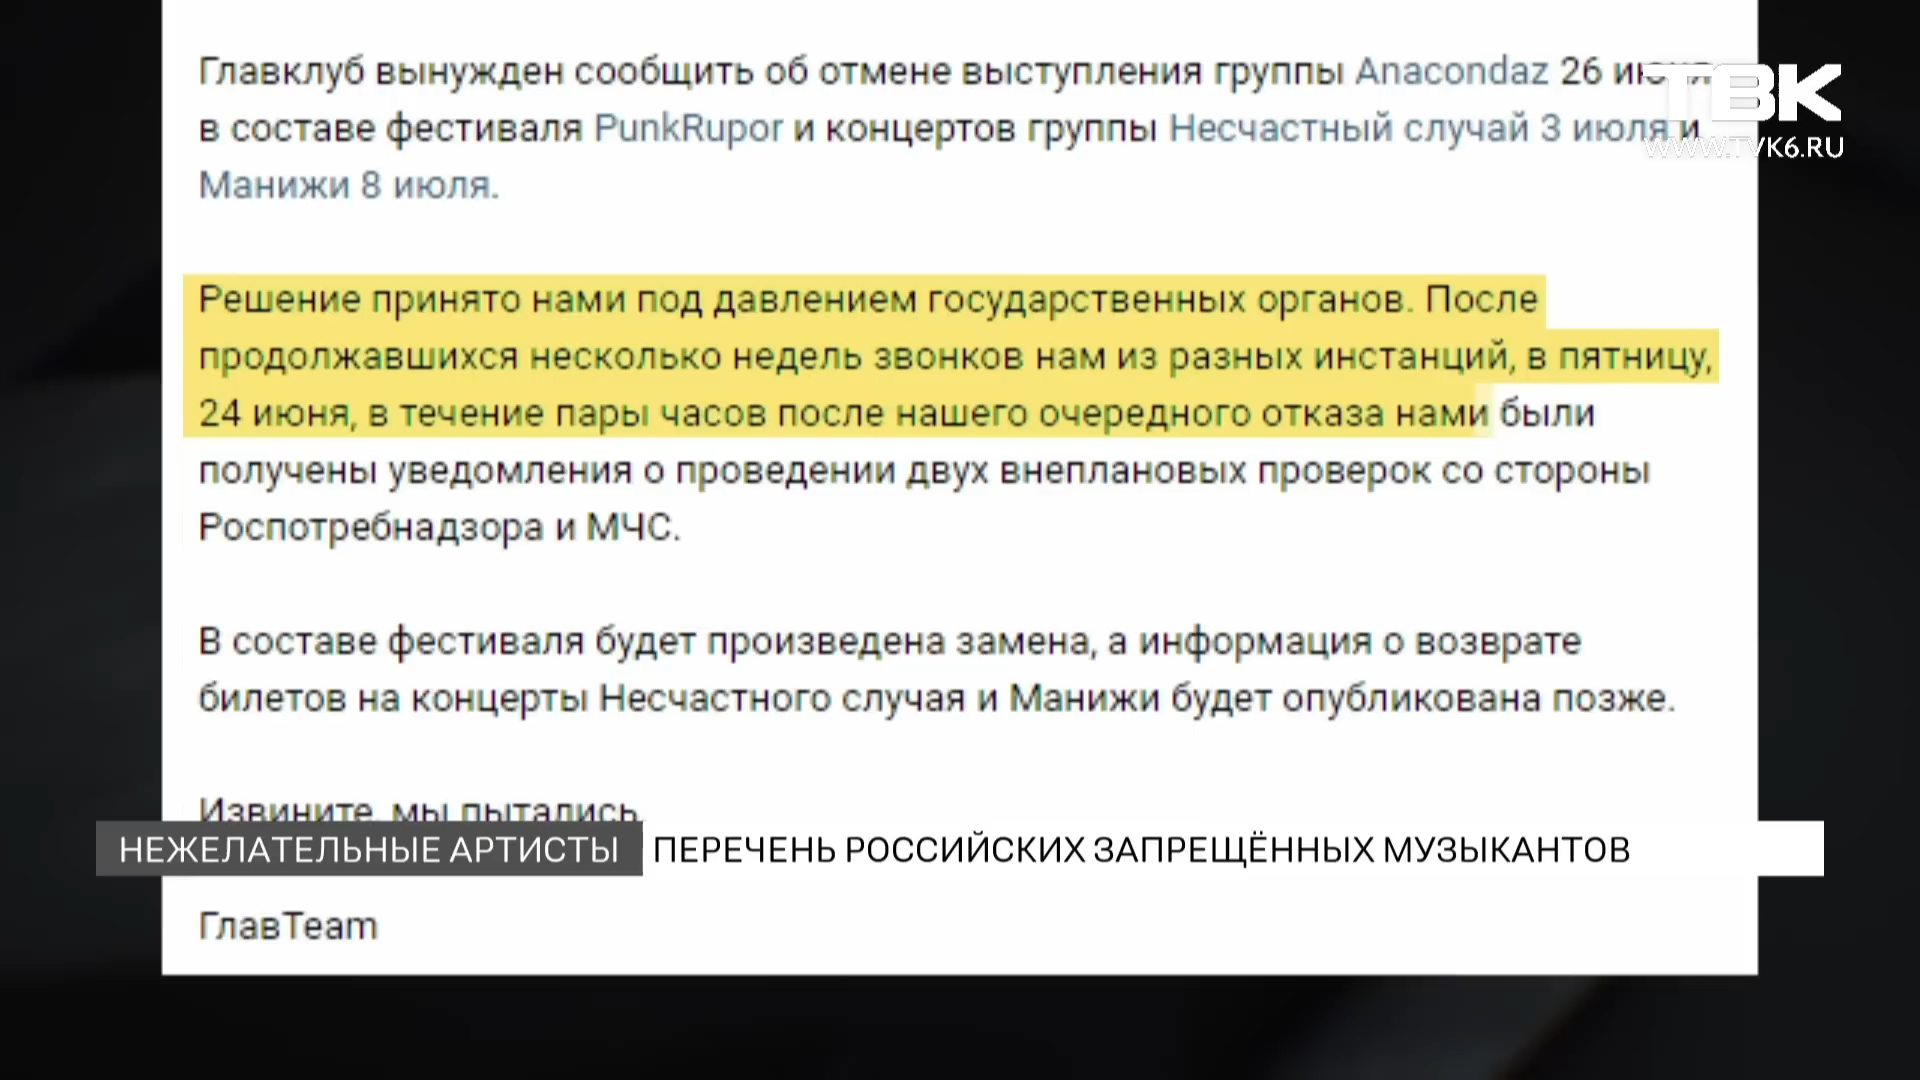 Главклуб вынужден сообщить об отмене выступления группы Anacondaz 26 июня
в составе фестиваля PunkRupor и концертов группы Несчастный случай 3 июля и
Манижи 8 июля.
ТВК
WWW.TVK6.RU
Решение принято нами под давлением государственных органов. После
продолжавшихся несколько недель звонков нам из разных инстанций, в пятницу,
24 июня, в течение пары часов после нашего очередного отказа нами были
получены уведомления о проведении двух внеплановых проверок со стороны
Роспотребнадзора и МЧС.
В составе фестиваля будет произведена замена, а информация о возврате
билетов на концерты Несчастного случая и Манижи будет опубликована позже.
Извините, мы пытались.
НЕЖЕЛАТЕЛЬНЫЕ АРТИСТЫ ПЕРЕЧЕНЬ РОССИЙСКИХ ЗАПРЕЩЁННЫХ МУЗЫКАНТОВ
ГлавTeam